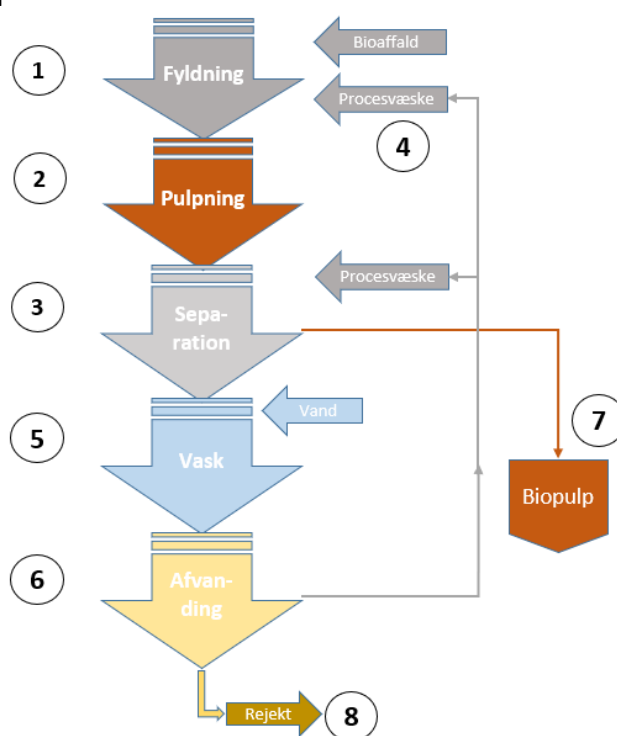 1
Fyldning
Bioaffald
Procesvæske
4
2
Pulpning
3
Sepa-
ration
Procesvæske
5
Vask
Vand
7
Biopulp
6
Afvan-
ding
Rejekt
8